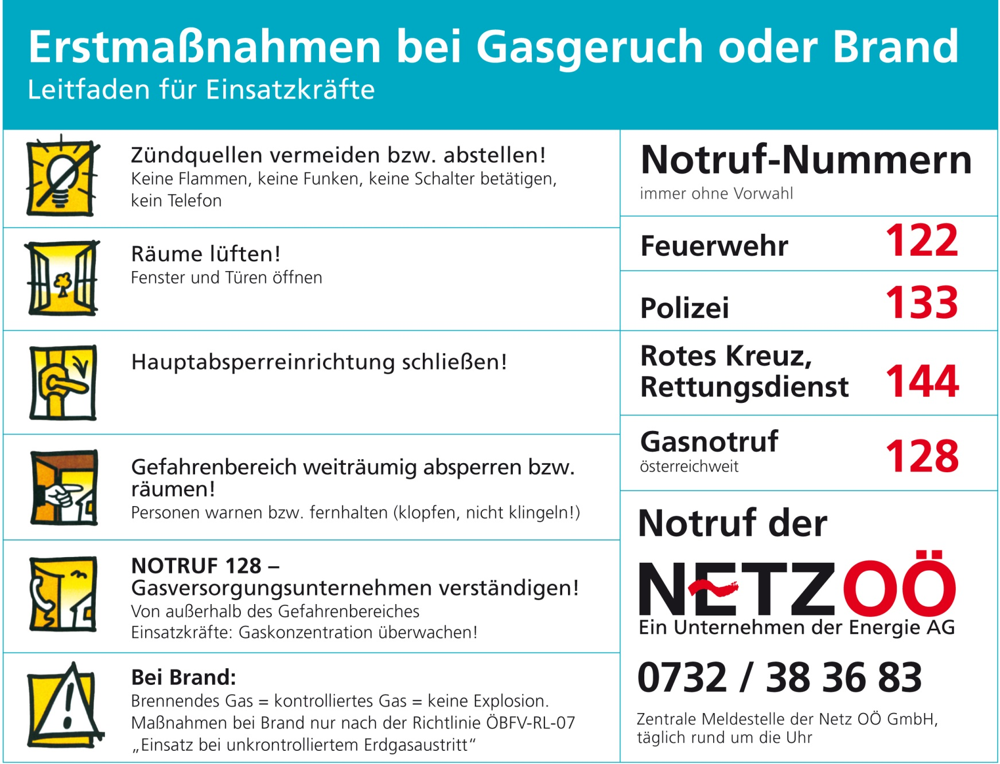 Erstmaßnahmen bei Gasgeruch oder Brand
Leitfaden für Einsatzkräfte
Zündquellen vermeiden bzw. abstellen!
Keine Flammen, keine Funken, keine Schalter betätigen,
kein Telefon
Räume lüften!
Fenster und Türen öffnen
Hauptabsperreinrichtung schließen!
Gefahrenbereich weiträumig absperren bzw.
räumen!
Personen warnen bzw. fernhalten (klopfen, nicht klingeln!)
NOTRUF 128 –
Gasversorgungsunternehmen verständigen!
Von außerhalb des Gefahrenbereiches
Einsatzkräfte: Gaskonzentration überwachen!
Bei Brand:
Brennendes Gas = kontrolliertes Gas = keine Explosion.
Maßnahmen bei Brand nur nach der Richtlinie ÖBFV-RL-07
„Einsatz bei unkrontrolliertem Erdgasaustritt“
Notruf-Nummern
immer ohne Vorwahl
Feuerwehr 122
Polizei 133
Rotes Kreuz,
Rettungsdienst 144
Gasnotruf 128
österreichweit
Notruf der
NETZ OÖ
Ein Unternehmen der Energie AG
0732 / 38 36 83
Zentrale Meldestelle der Netz OÖ GmbH,
täglich rund um die Uhr